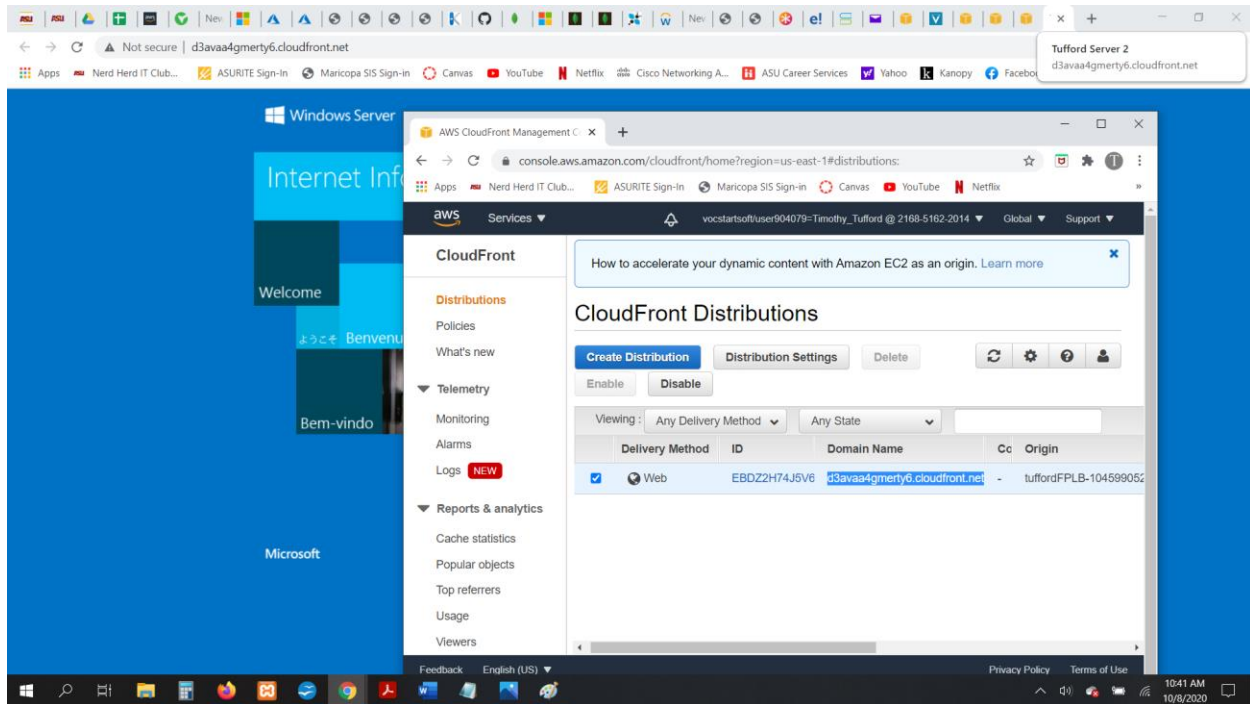 New
New
Not secure | d3avaa4gmerty6.cloudfront.net
Tufford Server 2
d3avaa4gmerty6.cloudfront.net
Apps
Nerd Herd IT Club...
ASURITE Sign-In
Maricopa SIS Sign-in
Canvas
YouTube
Netflix
Cisco Networking A...
ASU Career Services
Yahoo
Kanopy
Facebo
Windows Server
Internet Inf
Welcome
ようこそ Benvenu
Bem-vindo
Microsoft
AWS CloudFront Management C
console.aws.amazon.com/cloudfront/home?region=us-east-1#distributions:
Apps
Nerd Herd IT Club...
ASURITE Sign-In
Maricopa SIS Sign-in
Canvas
YouTube
Netflix
»
aws
Services
vocstartsoft/user904079=Timothy_Tufford @ 2168-5162-2014
Global
Support
CloudFront
Distributions
Policies
What's new
Telemetry
Monitoring
Alarms
Logs NEW
Reports & analytics
Cache statistics
Popular objects
Top referrers
Usage
Viewers
How to accelerate your dynamic content with Amazon EC2 as an origin. Learn more
CloudFront Distributions
Create Distribution
Distribution Settings
Delete
Enable
Disable
Viewing : Any Delivery Method Any State
Delivery Method ID Domain Name Co Origin
Web EBDZ2H74J5V6 d3avaa4gmerty6.cloudfront.net - tuffordFPLB-104599052
Feedback English (US) Privacy Policy Terms of Use
10:41 AM
10/8/2020